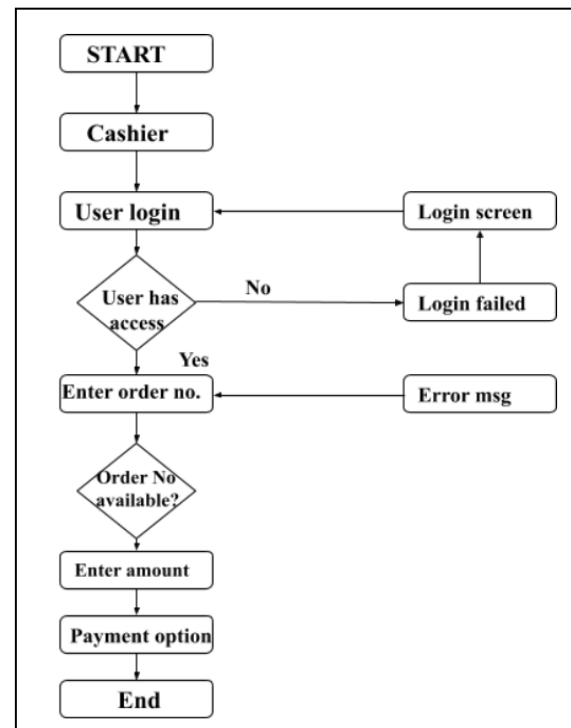 START
Cashier
User login
Login screen
User has
access
No
Login failed
Yes
Enter order no.
Error msg
Order No
available?
Enter amount
Payment option
End